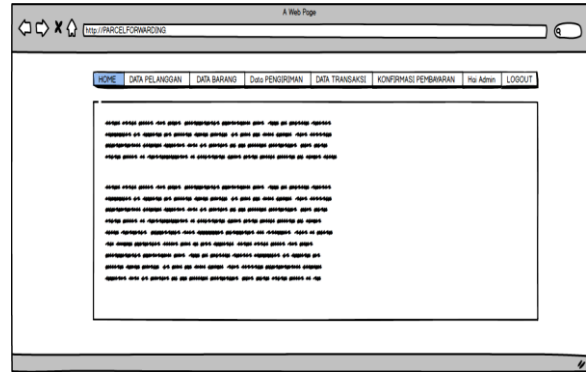 A Web Page
http://PARCELFORWARDING
HOME DATA PELANGGAN DATA BARANG Data PENGIRIMAN DATA TRANSAKSI KONFIRMASI PEMBAYARAN Hai Admin LOGOUT